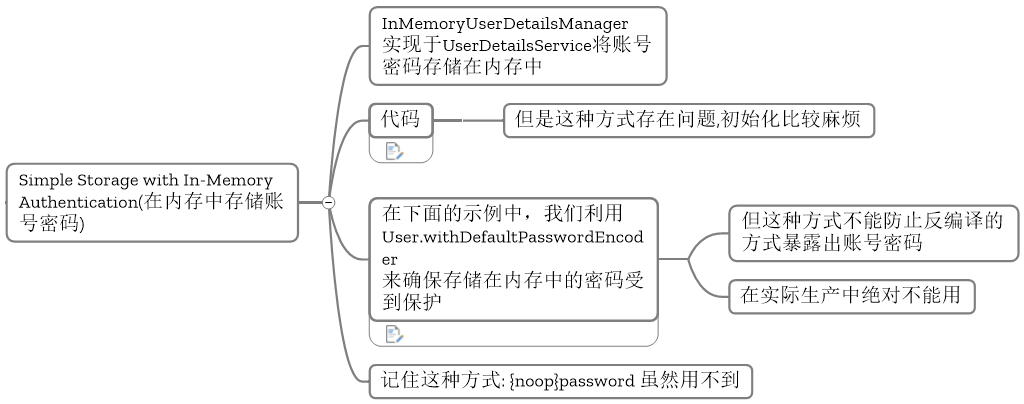 Simple Storage with In-Memory
Authentication(在内存中存储账
号密码)
InMemoryUserDetailsManager
实现于UserDetailsService将账号
密码存储在内存中
代码
但是这种方式存在问题,初始化比较麻烦
在下面的示例中，我们利用
User.withDefaultPasswordEncod
er
来确保存储在内存中的密码受
到保护
但这种方式不能防止反编译的
方式暴露出账号密码
在实际生产中绝对不能用
记住这种方式: {noop}password 虽然用不到